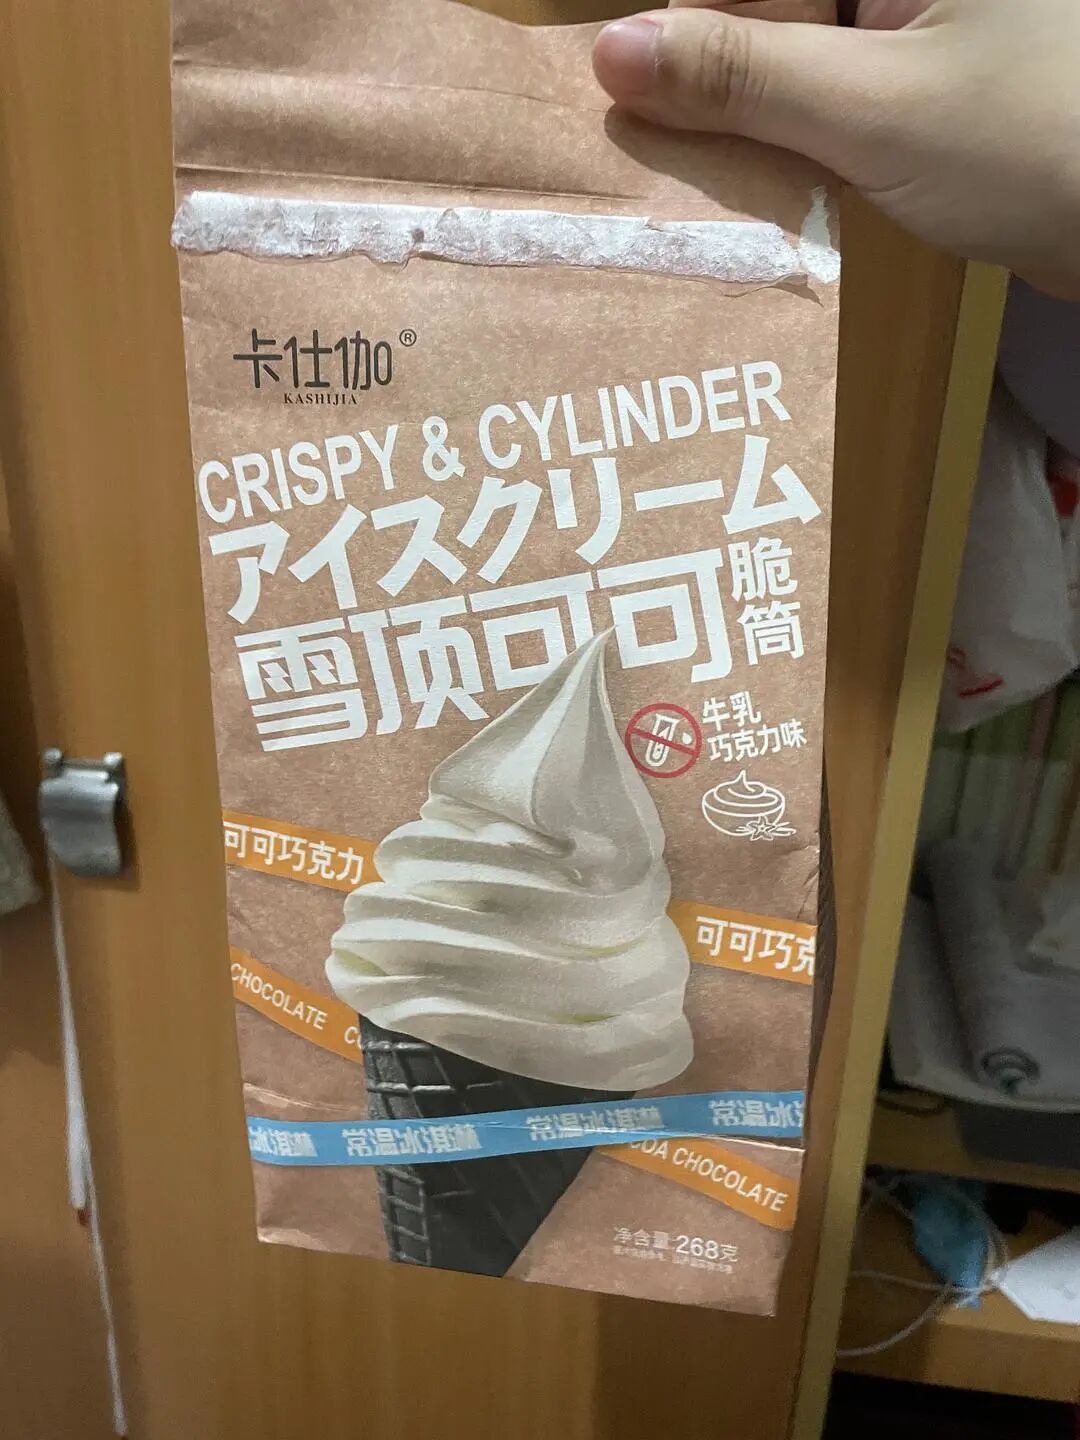 卡仕伽®
KASHIJIA
CRISPY & CYLINDER
アイスクリーム
雪顶可可
脆筒
牛乳
巧克力味
可可巧克力
可可巧克
CHOCOLATE
常温冰淇淋
常温冰淇淋
COA CHOCOLATE
净含量:268克